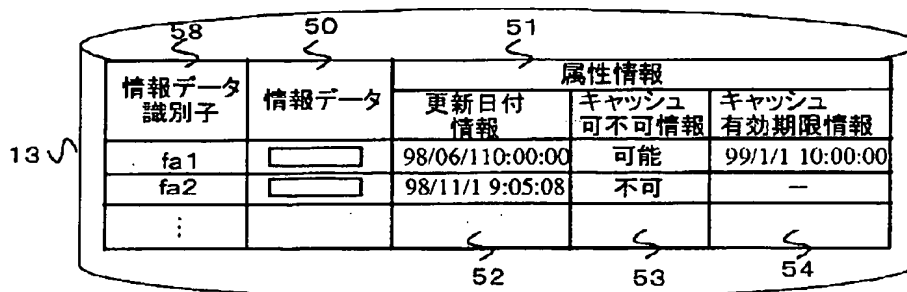 58 50 51
情報データ識別子 情報データ 属性情報
更新日付情報 キャッシュ可不可情報 キャッシュ有効期限情報
13 fa1 98/06/110:00:00 可能 99/1/1 10:00:00
fa2 98/11/1 9:05:08 不可 —
⋮
52 53 54